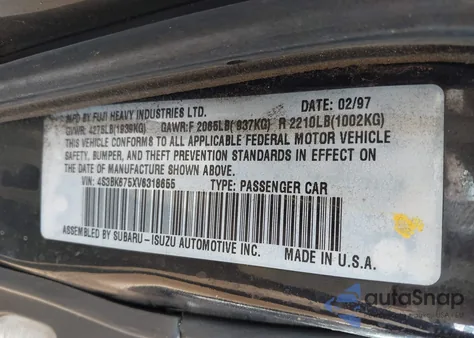 MFD. BY FUJI HEAVY INDUSTRIES LTD. DATE: 02/97
GVWR: 4275LB(1939KG) GAWR:F 2065LB( 937KG) R 2210LB(1002KG)
THIS VEHICLE CONFORMS TO ALL APPLICABLE FEDERAL MOTOR VEHICLE
SAFETY, BUMPER, AND THEFT PREVENTION STANDARDS IN EFFECT ON THE
DATE OF MANUFACTURE SHOWN ABOVE.
VIN: 4S3BK675XV6318655 TYPE: PASSENGER CAR
ASSEMBLED BY SUBARU-ISUZU AUTOMOTIVE INC. MADE IN U.S.A.
autoSnap